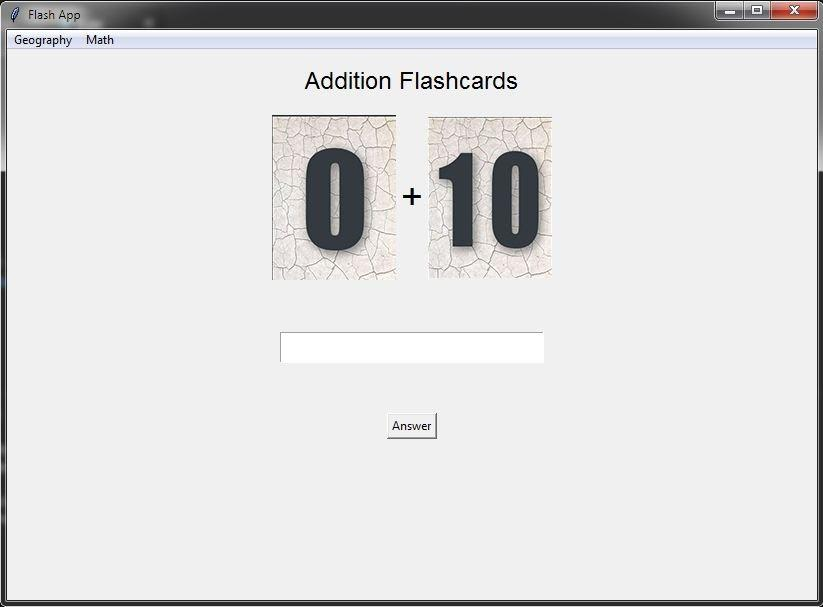 Flash App
Geography Math
Addition Flashcards
0 + 10
Answer